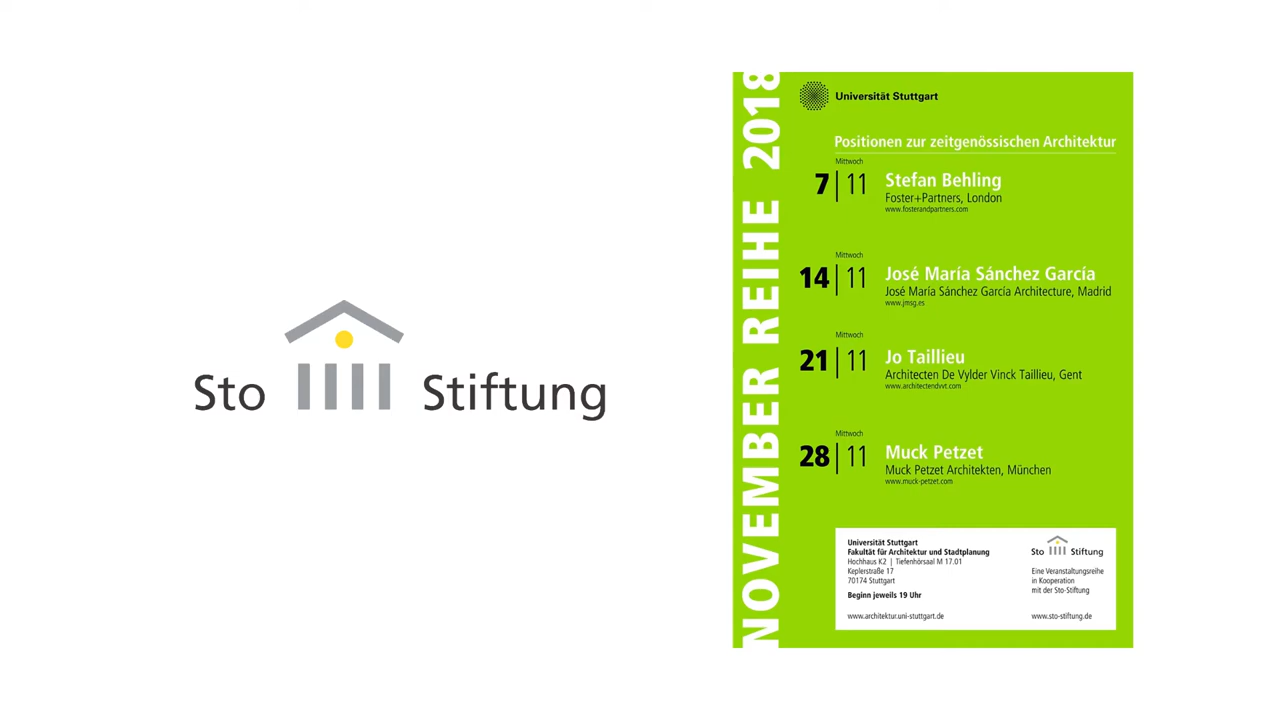 Sto Stiftung
NOVEMBER REIHE 2018
Universität Stuttgart
Positionen zur zeitgenössischen Architektur
Mittwoch
7 | 11 Stefan Behling
Foster+Partners, London
www.fosterandpartners.com
Mittwoch
14 | 11 José María Sánchez García
José María Sánchez García Architecture, Madrid
www.jmsg.es
Mittwoch
21 | 11 Jo Taillieu
Architecten De Vylder Vinck Taillieu, Gent
www.architectendvvt.com
Mittwoch
28 | 11 Muck Petzet
Muck Petzet Architekten, München
www.muck-petzet.com
Universität Stuttgart
Fakultät für Architektur und Stadtplanung
Hochhaus K2 | Tiefenhörsaal M 17.01
Keplerstraße 17
70174 Stuttgart
Beginn jeweils 19 Uhr
www.architektur.uni-stuttgart.de
Sto Stiftung
Eine Veranstaltungsreihe
in Kooperation
mit der Sto-Stiftung
www.sto-stiftung.de